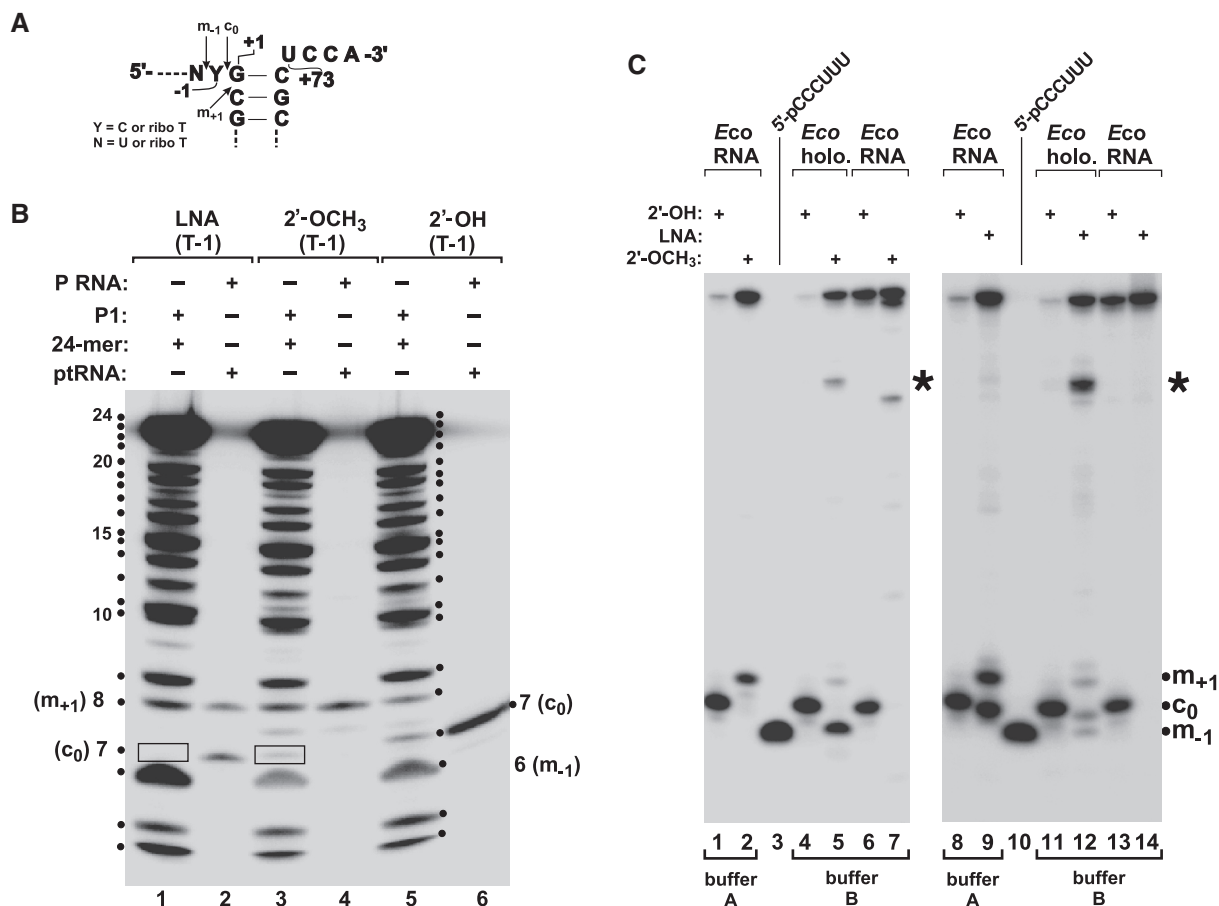 A
m-1 c0
+1
U C C A -3'
5'- N Y G C
-1
+73
m+1 C G
G C
Y = C or ribo T
N = U or ribo T
B
LNA 2'-OCH3 2'-OH
(T-1) (T-1) (T-1)
P RNA: – + – + – +
P1: + – + – + –
24-mer: + – + – + –
ptRNA: – + – + – +
24
20
15
10
(m+1) 8
7 (c0)
(c0) 7
6 (m-1)
1 2 3 4 5 6
C
5'-pCCCUUU 5'-pCCCUUU
Eco Eco Eco Eco Eco Eco
RNA holo. RNA RNA holo. RNA
2'-OH: + + + + + +
LNA: + + +
2'-OCH3: + + +
* *
m+1
c0
m-1
1 2 3 4 5 6 7 8 9 10 11 12 13 14
buffer A buffer B buffer A buffer B